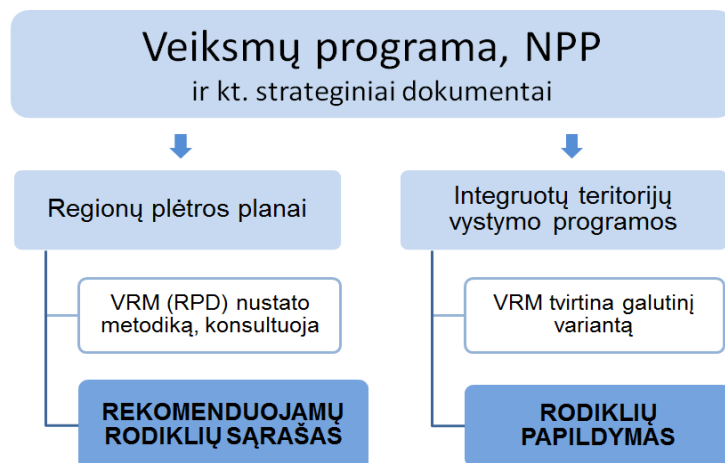 Veiksmų programa, NPP
ir kt. strateginiai dokumentai
Regionų plėtros planai
VRM (RPD) nustato
metodiką, konsultuoja
REKOMENDUOJAMŲ
RODIKLIŲ SĄRAŠAS
Integruotų teritorijų
vystymo programos
VRM tvirtina galutinį
variantą
RODIKLIŲ
PAPILDYMAS